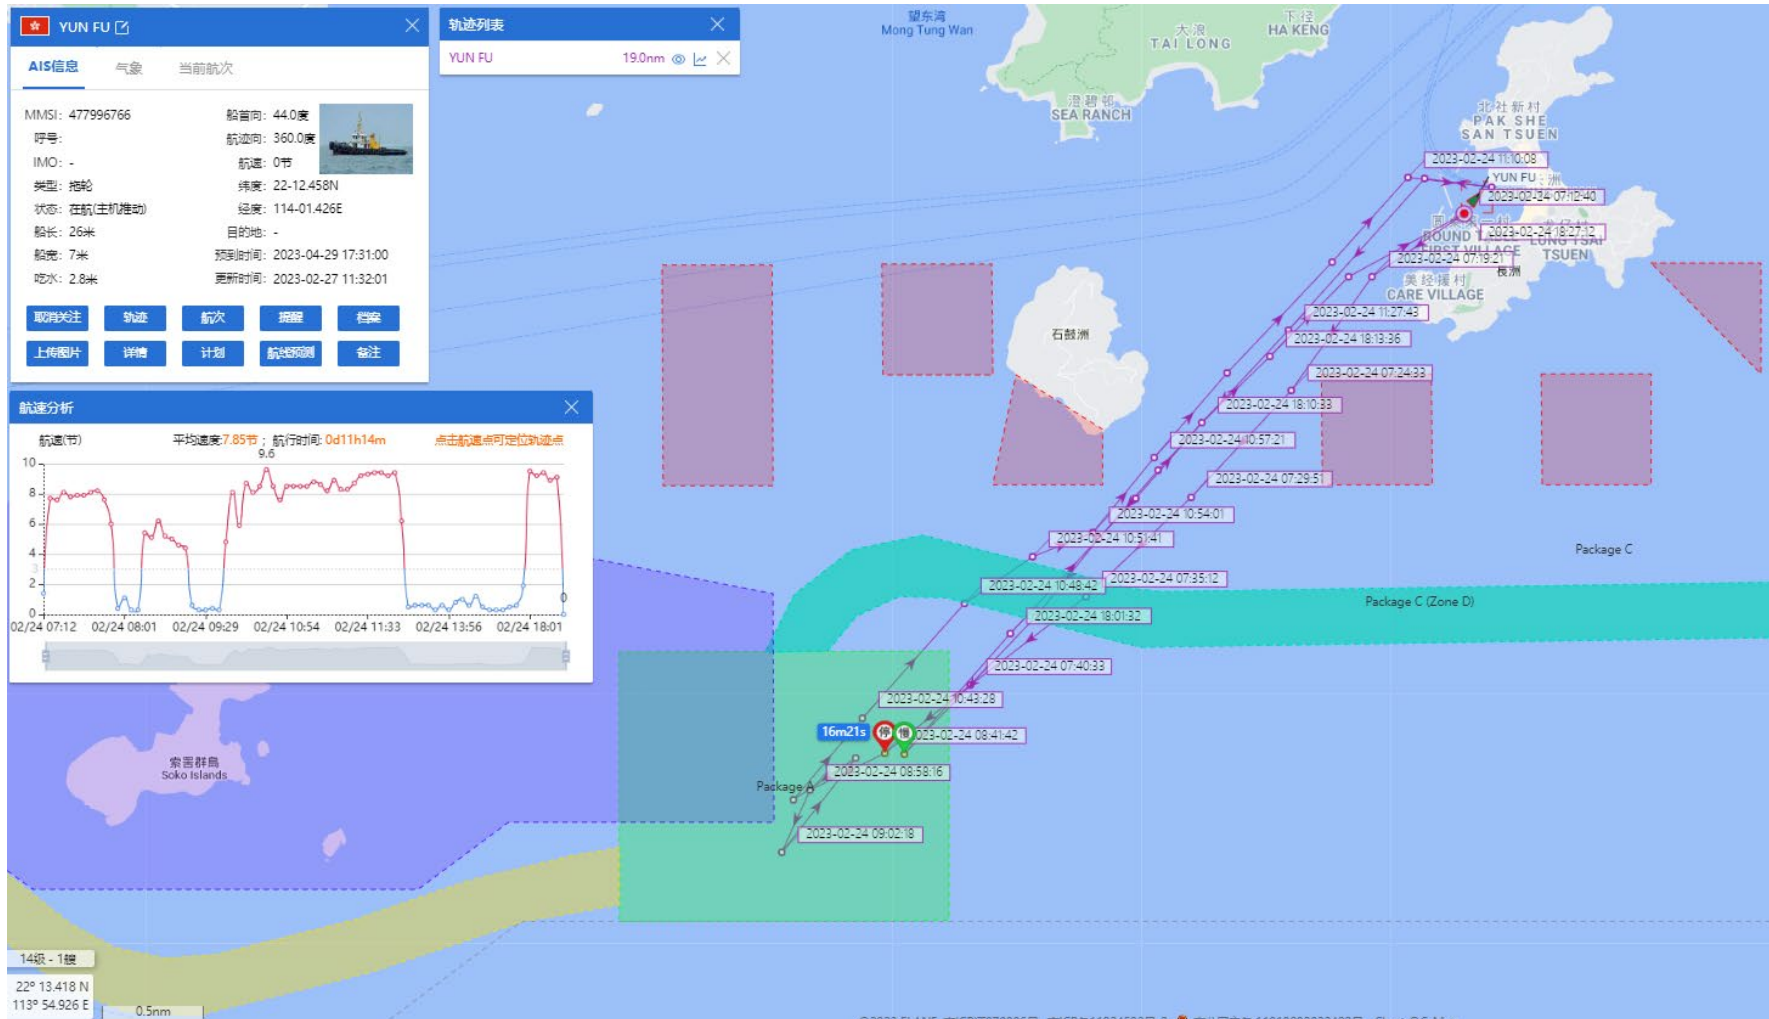 YUN FU
AIS信息
气象
当前航次
MMSI: 477996766
船首向: 44.0度
呼号:
航迹向: 360.0度
IMO: -
航速: 0节
类型: 拖轮
纬度: 22-12.458N
状态: 在航(主机推动)
经度: 114-01.426E
船长: 26米
目的地: -
船宽: 7米
预到时间: 2023-04-29 17:31:00
吃水: 2.8米
更新时间: 2023-02-27 11:32:01
取消关注
轨迹
航次
提醒
档案
上传图片
详情
计划
航线预测
备注
轨迹列表
YUN FU
19.0nm
航速分析
航速(节)
平均速度:7.85节 ; 航行时间: 0d11h14m
点击航速点可定位轨迹点
9.6
10
8
6
4
3
2
0
0
02/24 07:12
02/24 08:01
02/24 09:29
02/24 10:54
02/24 11:33
02/24 13:56
02/24 18:01
望东湾
Mong Tung Wan
大浪
TAI LONG
下径
HA KENG
澄碧邨
SEA RANCH
北社新村
PAK SHE
SAN TSUEN
2023-02-24 11:10:08
YUN FU
洲
2023-02-24 07:12:40
2023-02-24 18:27:12
ROUND
FIRST VILLAGE
LUNG TSAI
TSUEN
2023-02-24 07:19:21
長洲
美经援村
CARE VILLAGE
石鼓洲
2023-02-24 11:27:43
2023-02-24 18:13:36
2023-02-24 07:24:33
2023-02-24 18:10:33
2023-02-24 10:57:21
2023-02-24 07:29:51
2023-02-24 10:54:01
2023-02-24 10:51:41
Package C
2023-02-24 07:35:12
2023-02-24 10:48:42
Package C (Zone D)
2023-02-24 18:01:32
2023-02-24 07:40:33
2023-02-24 10:43:28
16m21s
停
慢
2023-02-24 08:41:42
索罟群島
Soko Islands
2023-02-24 08:58:16
Package A
2023-02-24 09:02:18
14级 - 1艘
22° 13.418 N
113° 54.926 E
0.5nm